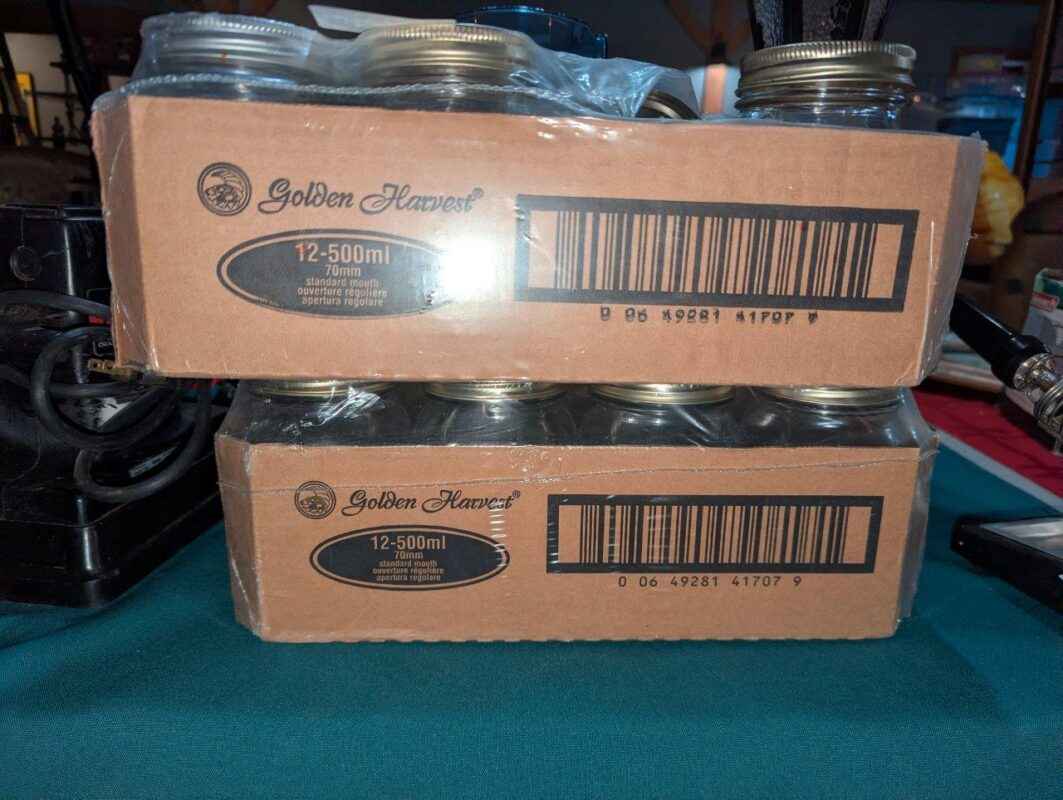 Golden Harvest®
12-500ml
70mm
standard mouth
ouverture régulière
apertura regolare
0 06 49281 41707 9
Golden Harvest®
12-500ml
70mm
standard mouth
ouverture régulière
apertura regolare
0 06 49281 41707 9